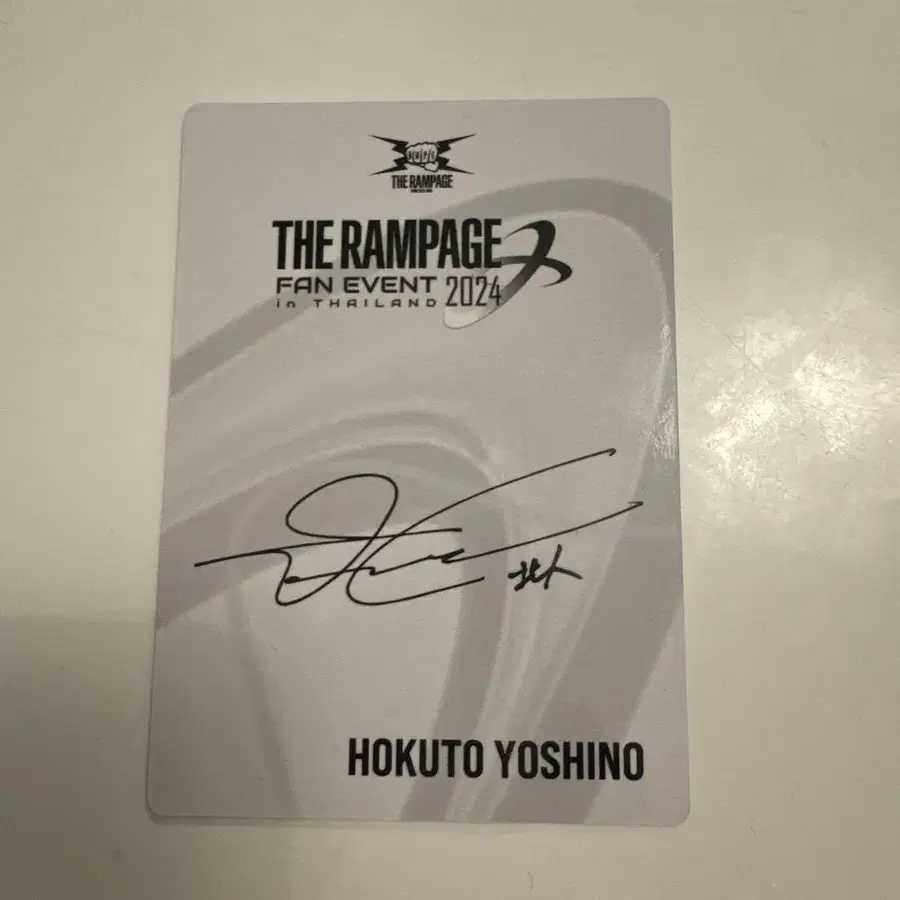 THE RAMPAGE
THE RAMPAGE
FAN EVENT 2024
in THAILAND
北人
HOKUTO YOSHINO